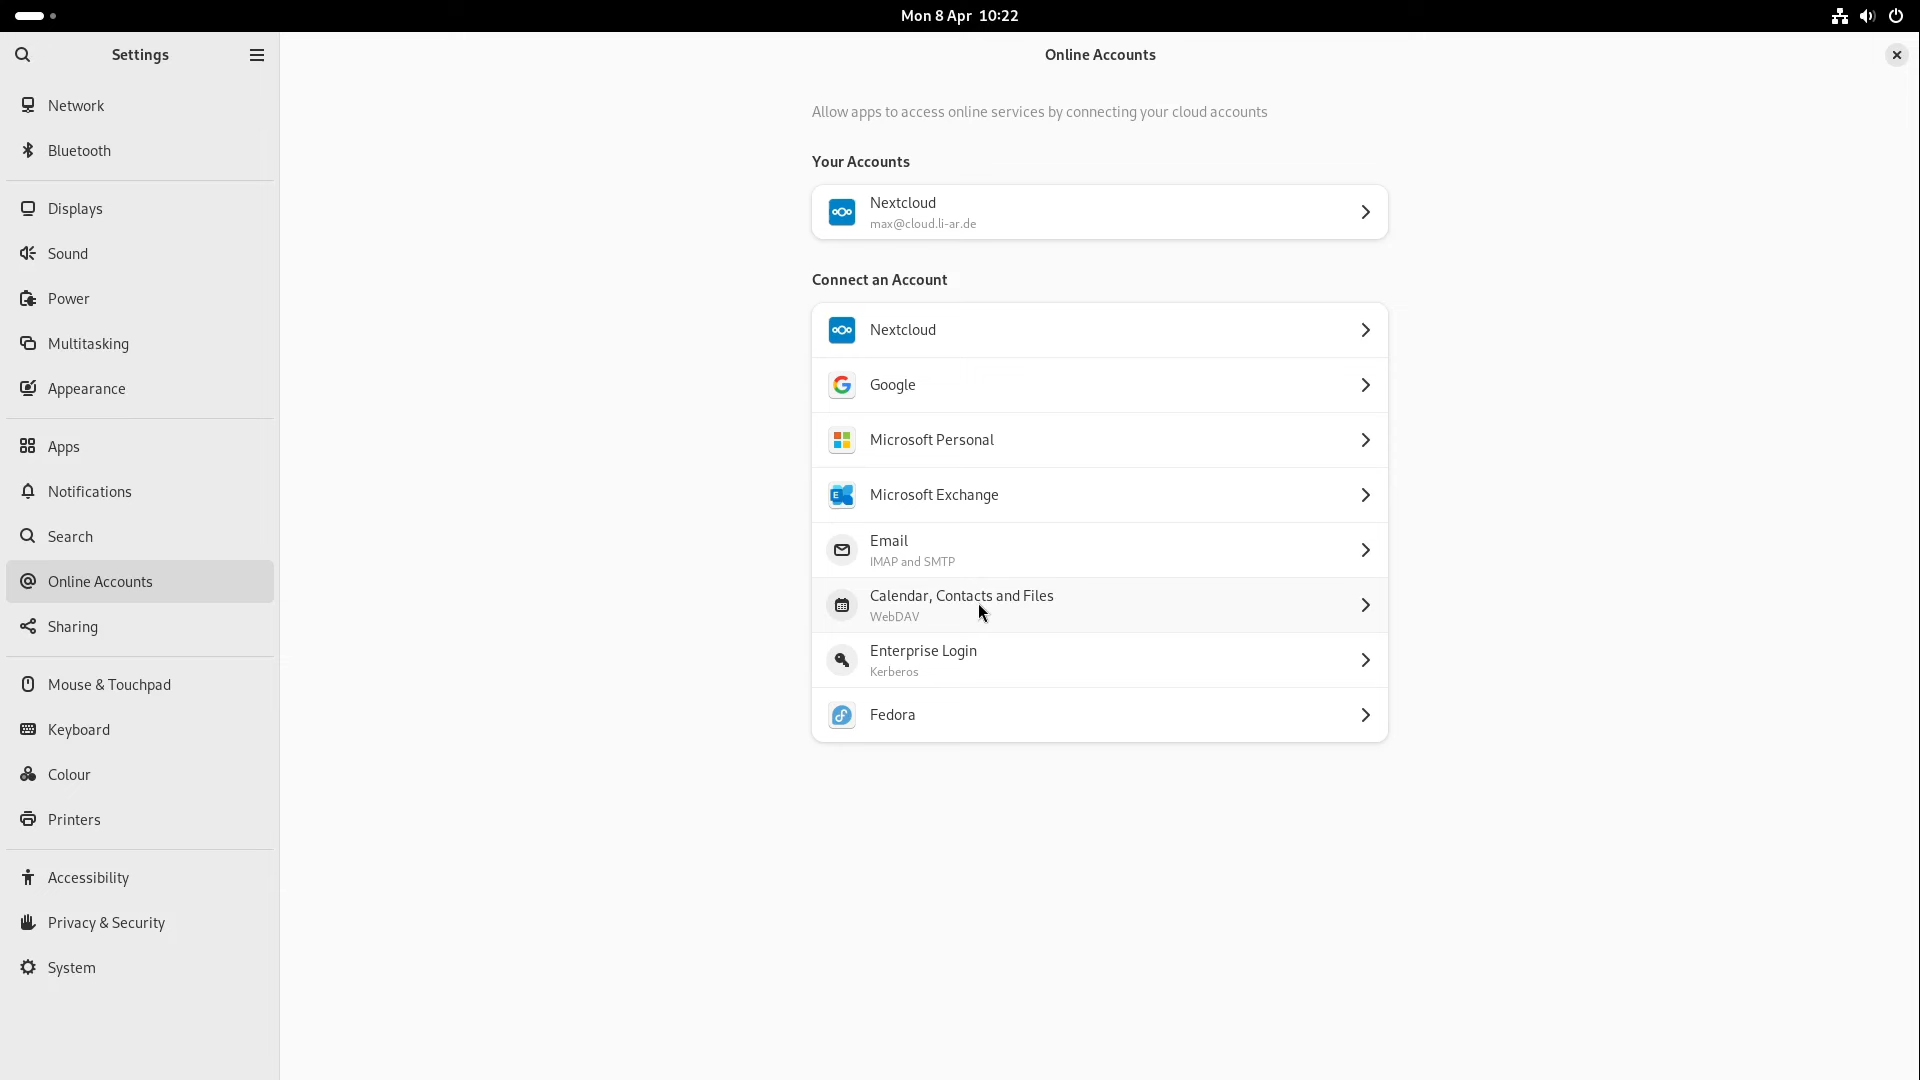 Mon 8 Apr 10:22
Settings
Network
Bluetooth
Displays
Sound
Power
Multitasking
Appearance
Apps
Notifications
Search
Online Accounts
Sharing
Mouse & Touchpad
Keyboard
Colour
Printers
Accessibility
Privacy & Security
System
Online Accounts
Allow apps to access online services by connecting your cloud accounts
Your Accounts
Nextcloud
max@cloud.li-ar.de
Connect an Account
Nextcloud
Google
Microsoft Personal
Microsoft Exchange
Email
IMAP and SMTP
Calendar, Contacts and Files
WebDAV
Enterprise Login
Kerberos
Fedora